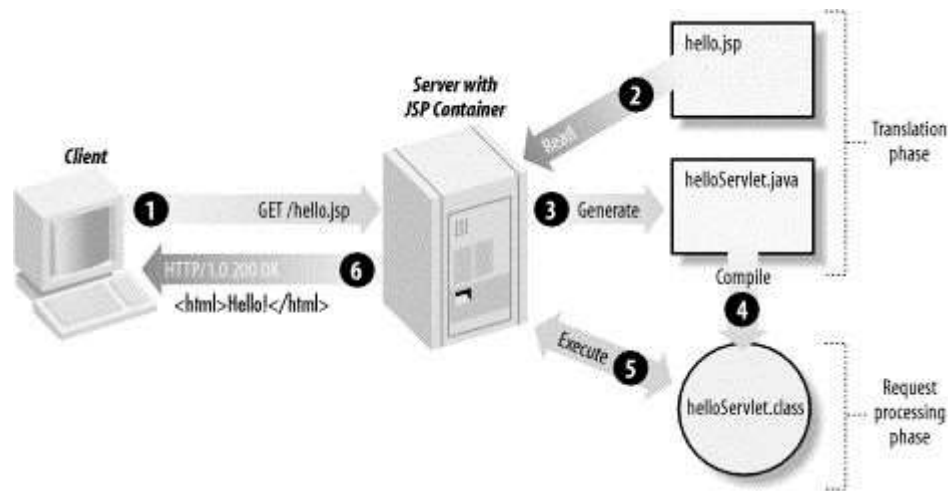 hello.jsp
Server with
JSP Container
2
Read
Translation
phase
Client
helloServlet.java
1
GET /hello.jsp
3
Generate
HTTP/1.0 200 OK
6
<html>Hello!</html>
Compile
4
Execute
5
helloServlet.class
Request
processing
phase